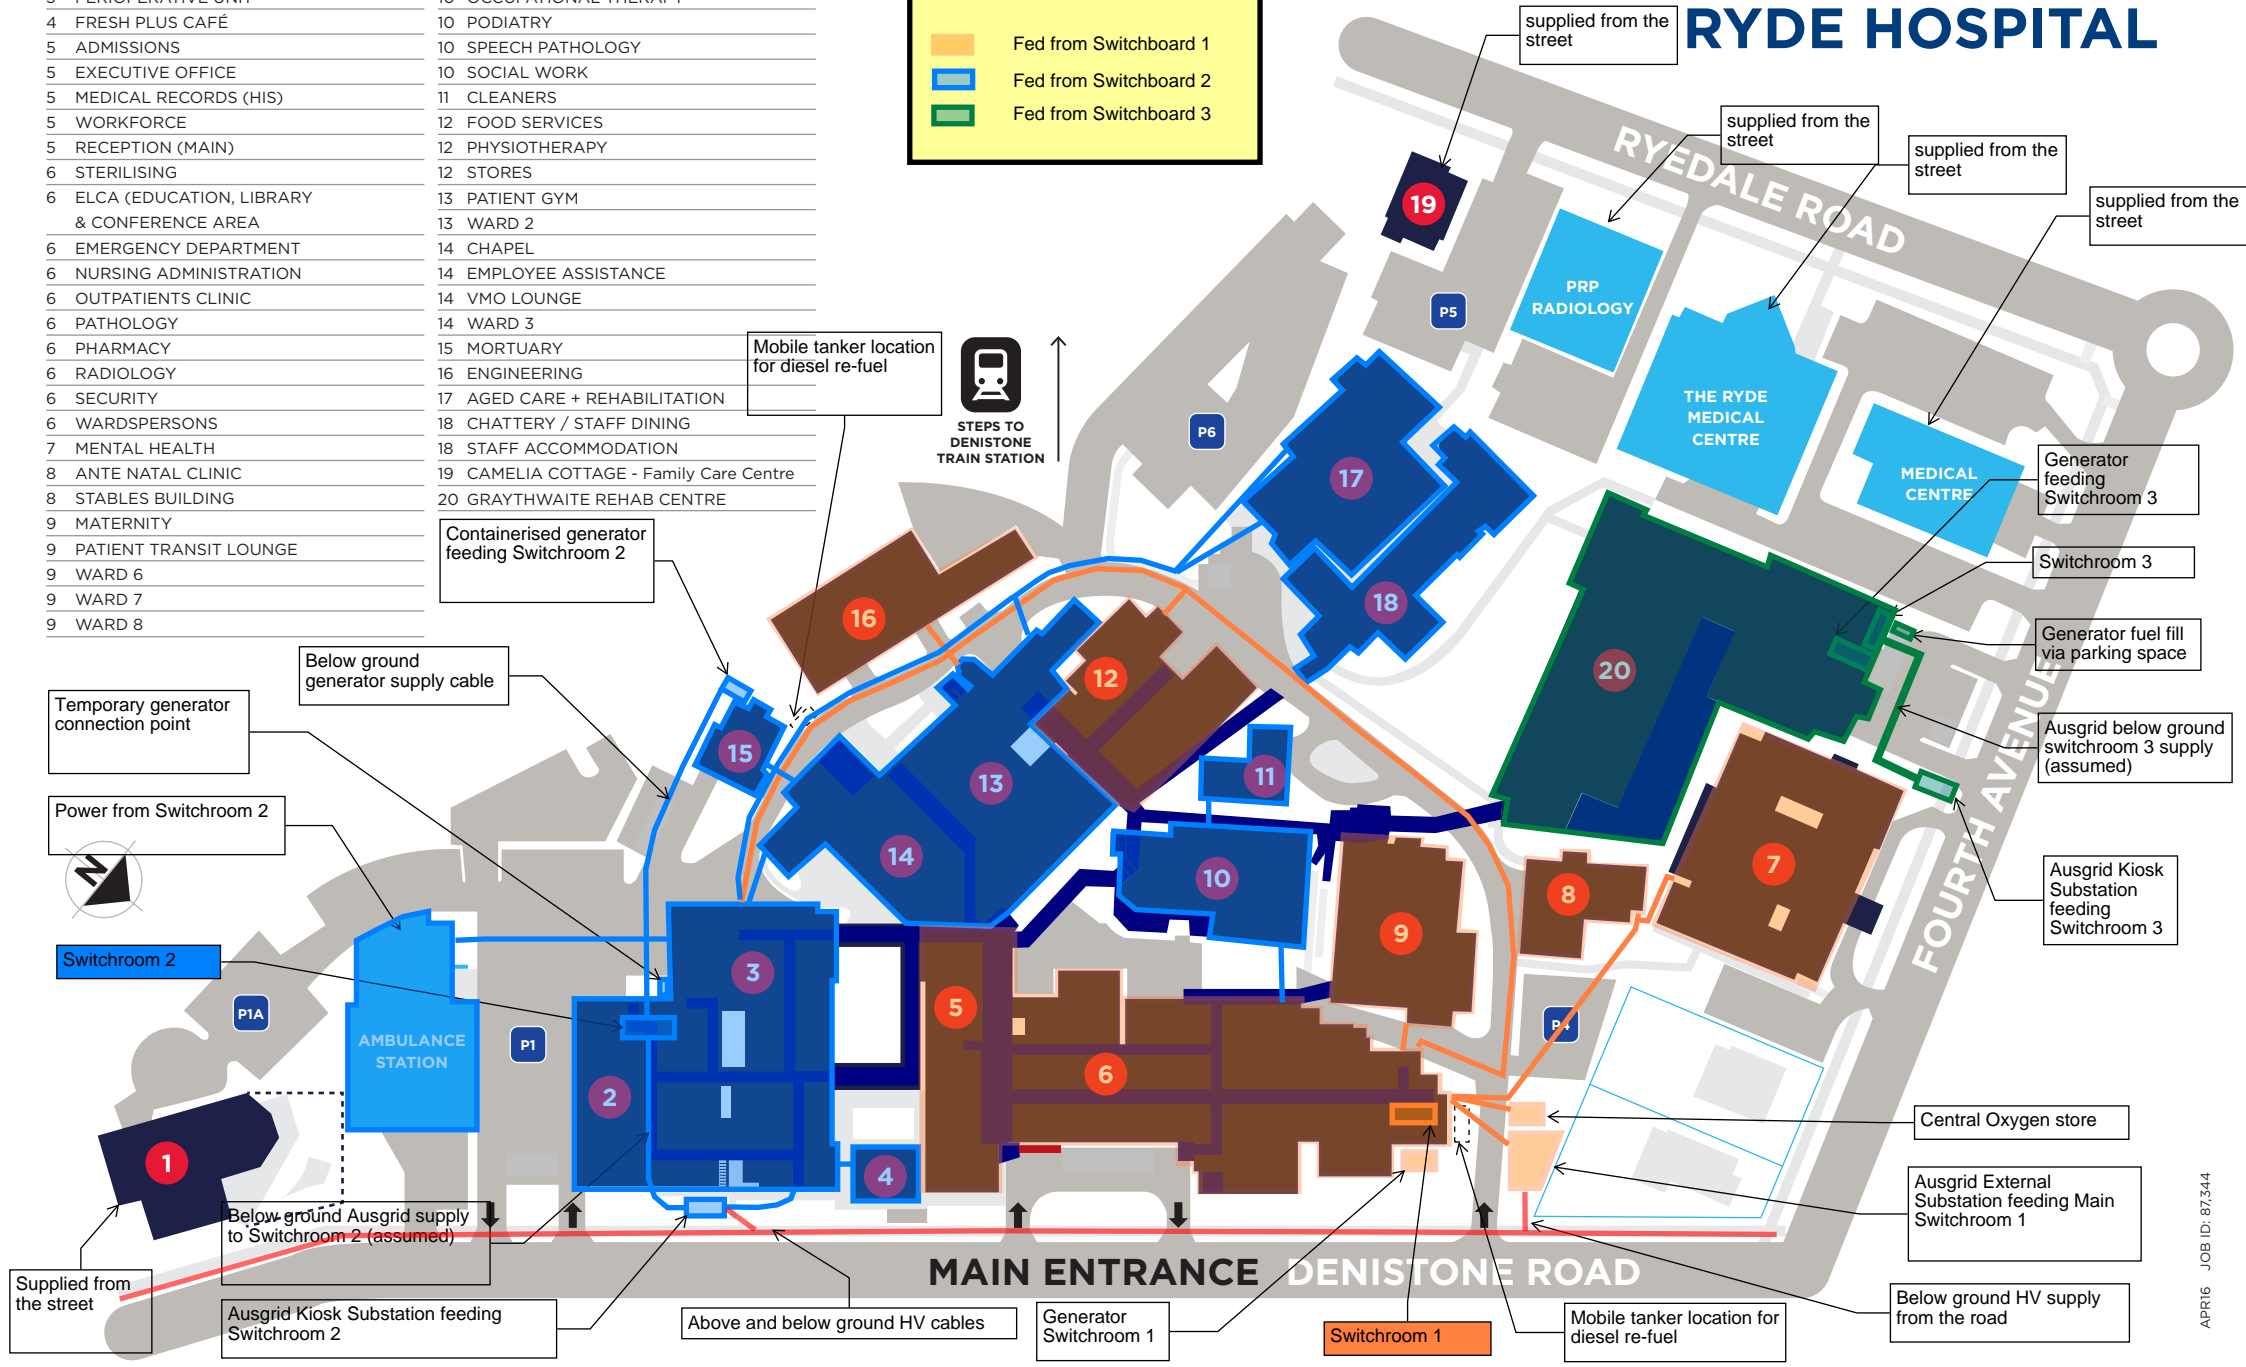 RYDE HOSPITAL
3 PERIOPERATIVE UNIT
4 FRESH PLUS CAFÉ
5 ADMISSIONS
5 EXECUTIVE OFFICE
5 MEDICAL RECORDS (HIS)
5 WORKFORCE
5 RECEPTION (MAIN)
6 STERILISING
6 ELCA (EDUCATION, LIBRARY
& CONFERENCE AREA
6 EMERGENCY DEPARTMENT
6 NURSING ADMINISTRATION
6 OUTPATIENTS CLINIC
6 PATHOLOGY
6 PHARMACY
6 RADIOLOGY
6 SECURITY
6 WARDSPERSONS
7 MENTAL HEALTH
8 ANTE NATAL CLINIC
8 STABLES BUILDING
9 MATERNITY
9 PATIENT TRANSIT LOUNGE
9 WARD 6
9 WARD 7
9 WARD 8
10 OCCUPATIONAL THERAPY
10 PODIATRY
10 SPEECH PATHOLOGY
10 SOCIAL WORK
11 CLEANERS
12 FOOD SERVICES
12 PHYSIOTHERAPY
12 STORES
13 PATIENT GYM
13 WARD 2
14 CHAPEL
14 EMPLOYEE ASSISTANCE
14 VMO LOUNGE
14 WARD 3
15 MORTUARY
16 ENGINEERING
17 AGED CARE + REHABILITATION
18 CHATTERY / STAFF DINING
18 STAFF ACCOMMODATION
19 CAMELIA COTTAGE - Family Care Centre
20 GRAYTHWAITE REHAB CENTRE
Fed from Switchboard 1
Fed from Switchboard 2
Fed from Switchboard 3
supplied from the
street
supplied from the
street
supplied from the
street
supplied from the
street
RYEDALE ROAD
19
PRP
RADIOLOGY
P5
THE RYDE
MEDICAL
CENTRE
MEDICAL
CENTRE
Mobile tanker location
for diesel re-fuel
STEPS TO
DENISTONE
TRAIN STATION
P6
17
18
Generator
feeding
Switchroom 3
Switchroom 3
Generator fuel fill
via parking space
Ausgrid below ground
switchroom 3 supply
(assumed)
Ausgrid Kiosk
Substation
feeding
Switchroom 3
FOURTH AVENUE
Containerised generator
feeding Switchroom 2
Below ground
generator supply cable
Temporary generator
connection point
Power from Switchroom 2
N
Switchroom 2
16
15
12
13
14
11
10
20
7
8
9
P4
P1A
AMBULANCE
STATION
P1
3
2
5
6
4
1
Below ground Ausgrid supply
to Switchroom 2 (assumed)
Supplied from
the street
Ausgrid Kiosk Substation feeding
Switchroom 2
Above and below ground HV cables
MAIN ENTRANCE DENISTONE ROAD
Generator
Switchroom 1
Switchroom 1
Mobile tanker location for
diesel re-fuel
Central Oxygen store
Ausgrid External
Substation feeding Main
Switchroom 1
Below ground HV supply
from the road
APR16 JOB ID: 87,344